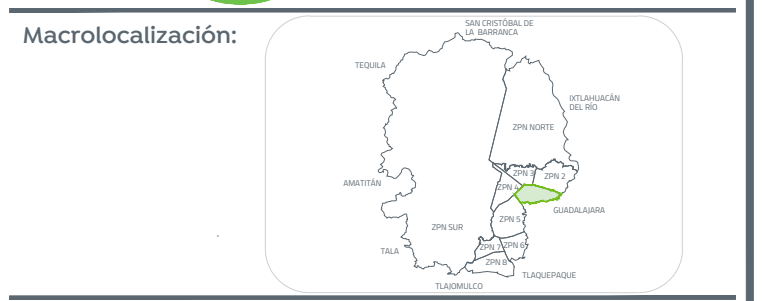 Macrolocalización:
SAN CRISTÓBAL DE
LA BARRANCA
TEQUILA
IXTLAHUACÁN
DEL RÍO
ZPN NORTE
ZPN 3
ZPN 2
AMATITÁN
ZPN 4
GUADALAJARA
ZPN 5
ZPN SUR
ZPN 7
ZPN 6
TALA
ZPN 8
TLAQUEPAQUE
TLAJOMULCO